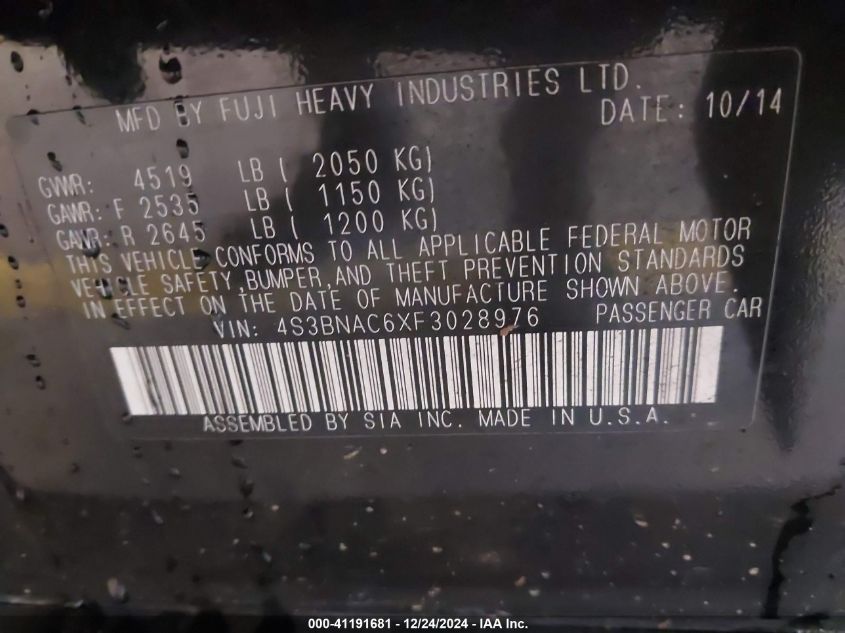 MFD BY FUJI HEAVY INDUSTRIES LTD.
DATE: 10/14
GVWR: 4519 LB ( 2050 KG)
GAWR: F 2535 LB ( 1150 KG)
GAWR: R 2645 LB ( 1200 KG)
THIS VEHICLE CONFORMS TO ALL APPLICABLE FEDERAL MOTOR
VEHICLE SAFETY,BUMPER,AND THEFT PREVENTION STANDARDS
IN EFFECT ON THE DATE OF MANUFACTURE SHOWN ABOVE.
VIN: 4S3BNAC6XF3028976 PASSENGER CAR
ASSEMBLED BY SIA INC. MADE IN U.S.A.
000-41191681 - 12/24/2024 - IAA Inc.